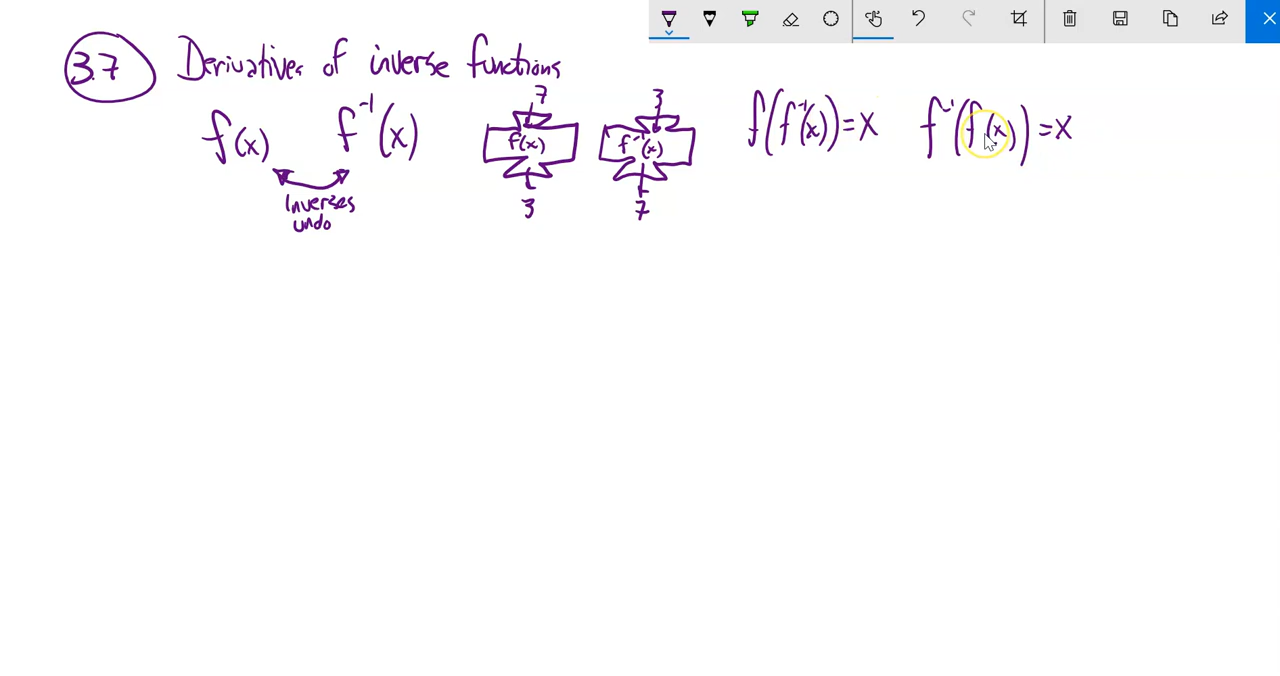 3.7 Derivatives of inverse functions
f(x) f⁻¹(x)
Inverses
undo
7
f(x)
3
3
f⁻¹(x)
7
f(f⁻¹(x))=x f⁻¹(f(x))=x